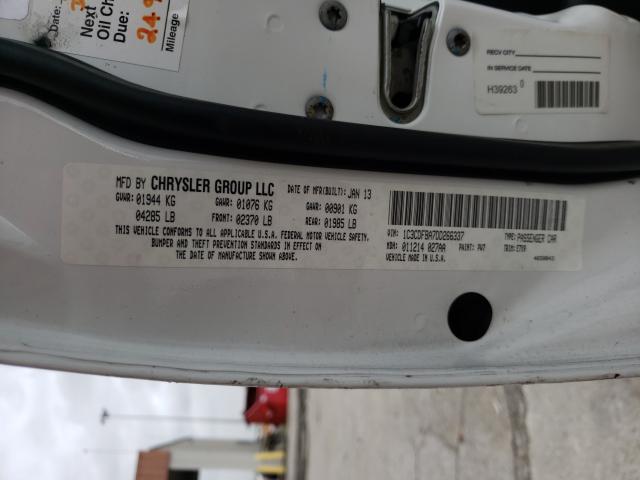 Date:
Next
Oil Ch
Due:
Mileage
RECV CITY
IN SERVICE DATE
H39263 0
MFD BY CHRYSLER GROUP LLC DATE OF MFR(BUILT): JAN 13
GVWR: 01944 KG GAWR: 01076 KG GAWR: 00901 KG
04285 LB FRONT: 02370 LB REAR: 01985 LB
THIS VEHICLE CONFORMS TO ALL APPLICABLE U.S.A. FEDERAL MOTOR VEHICLE SAFETY,
BUMPER AND THEFT PREVENTION STANDARDS IN EFFECT ON
THE DATE OF MANUFACTURE SHOWN ABOVE.
VIN: 1C3CDFBA7DD266337 TYPE: PASSENGER CAR
MDH: 011214 027AA PAINT: PW7 TRIM:
VEHICLE MADE IN U.S.A.